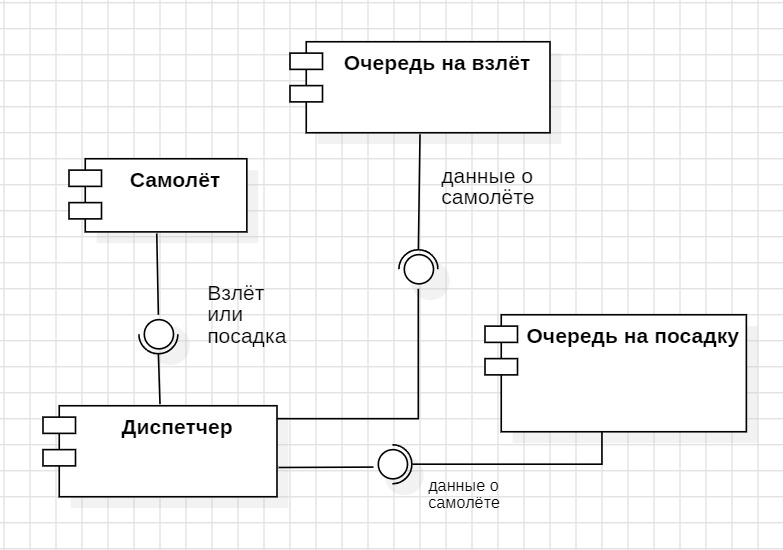 Очередь на взлёт
данные о
самолёте
Самолёт
Взлёт
или
посадка
Очередь на посадку
Диспетчер
данные о
самолёте